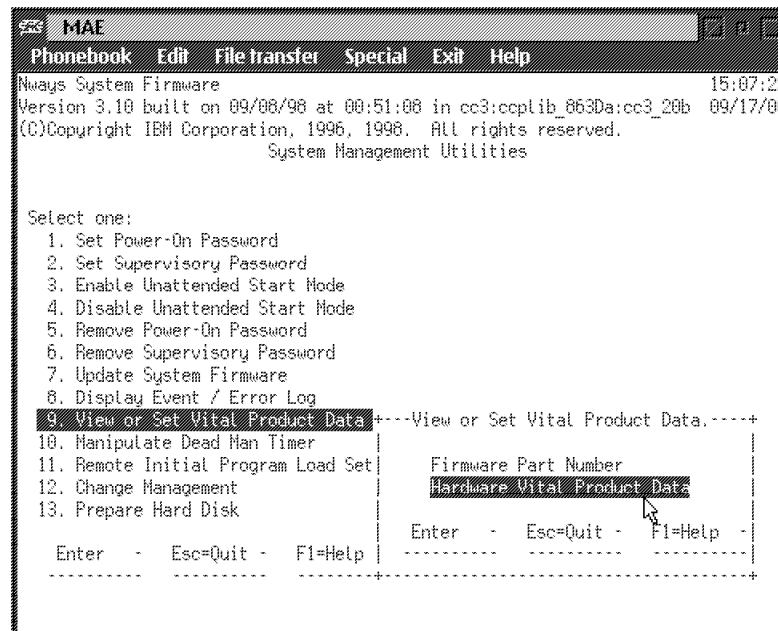 MAE
Phonebook Edit File transfer Special Exit Help
Nways System Firmware 15:07:2
Version 3.10 built on 09/08/98 at 00:51:08 in cc3:ccplib_863Da:cc3_20b 09/17/0
(C)Copyright IBM Corporation, 1996, 1998. All rights reserved.
System Management Utilities
Select one:
1. Set Power-On Password
2. Set Supervisory Password
3. Enable Unattended Start Mode
4. Disable Unattended Start Mode
5. Remove Power-On Password
6. Remove Supervisory Password
7. Update System Firmware
8. Display Event / Error Log
9. View or Set Vital Product Data +---View or Set Vital Product Data.----+
10. Manipulate Dead Man Timer
11. Remote Initial Program Load Set| Firmware Part Number
12. Change Management Hardware Vital Product Data
13. Prepare Hard Disk
Enter - Esc=Quit - F1=Help -
Enter - Esc=Quit - F1=Help